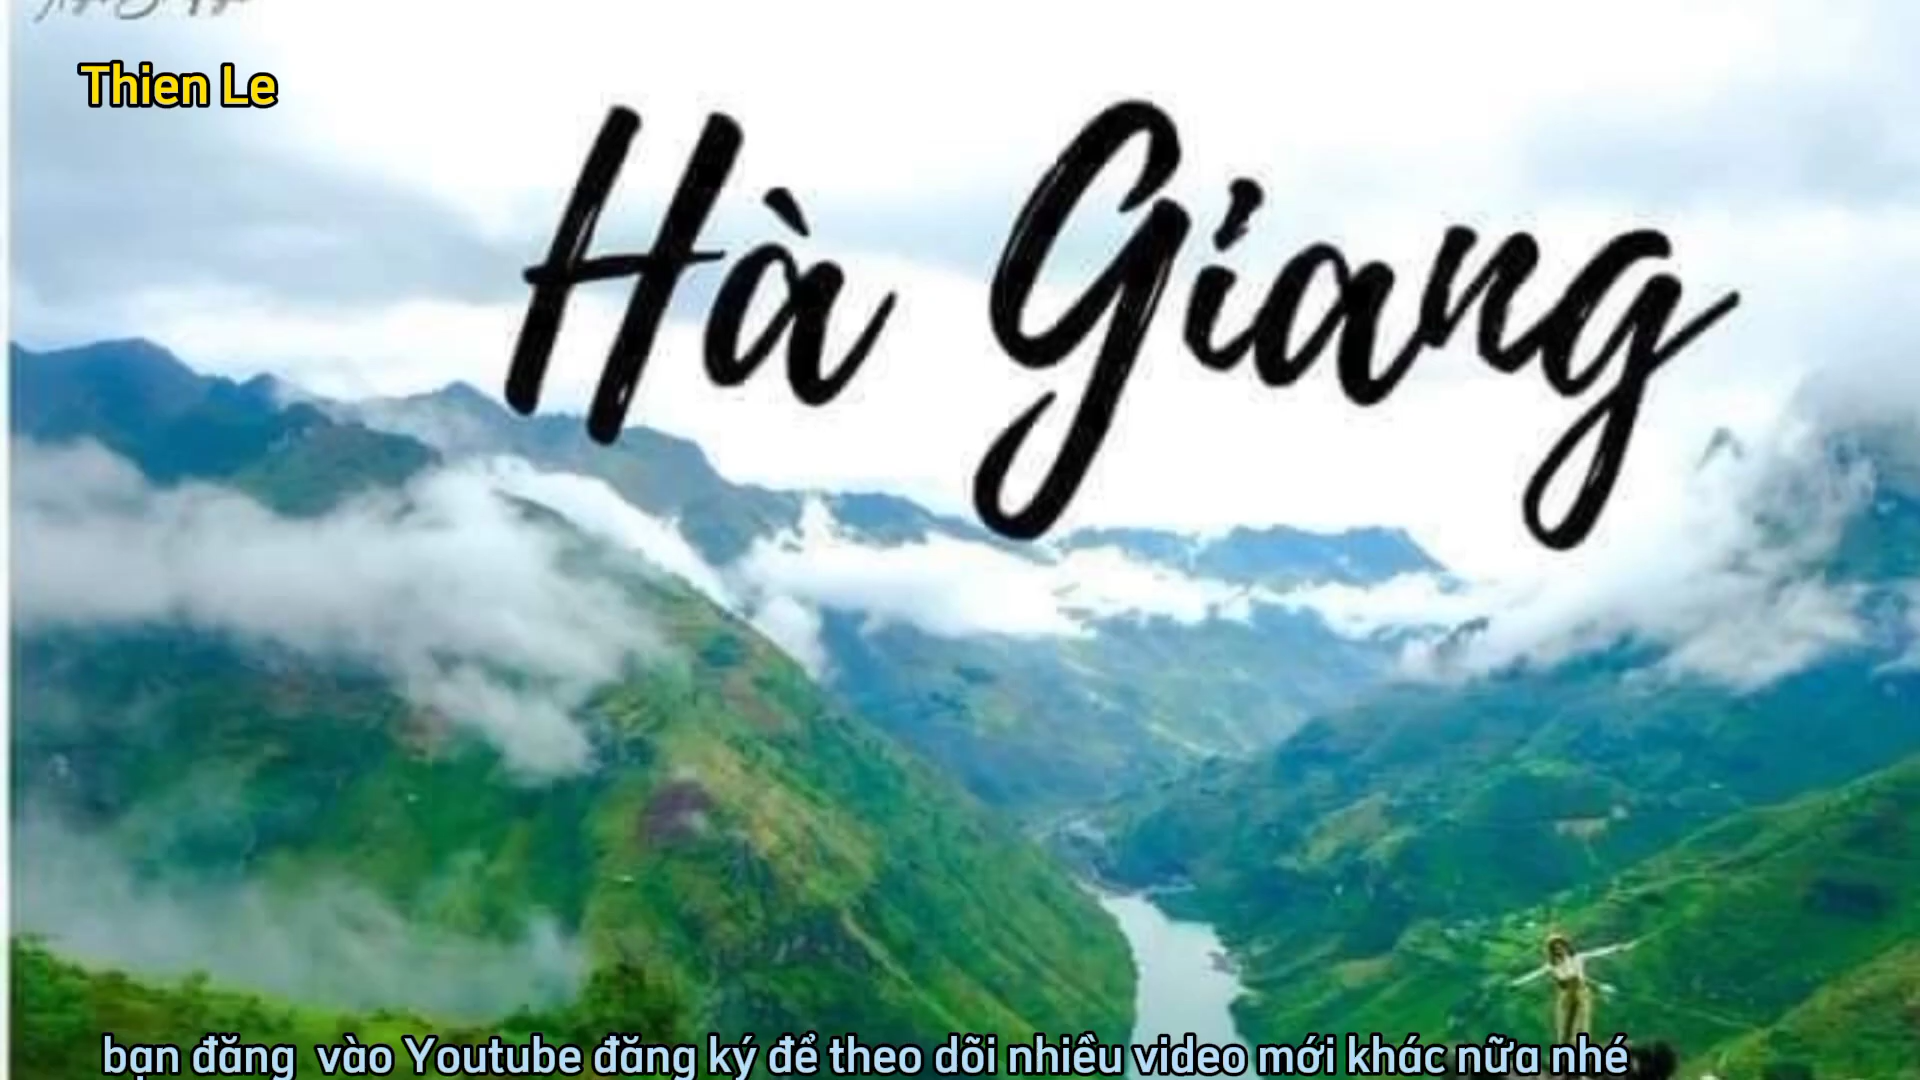 Thien Le
Hà Giang
bạn đăng  vào Youtube đăng ký để theo dõi nhiều video mới khác nữa nhé